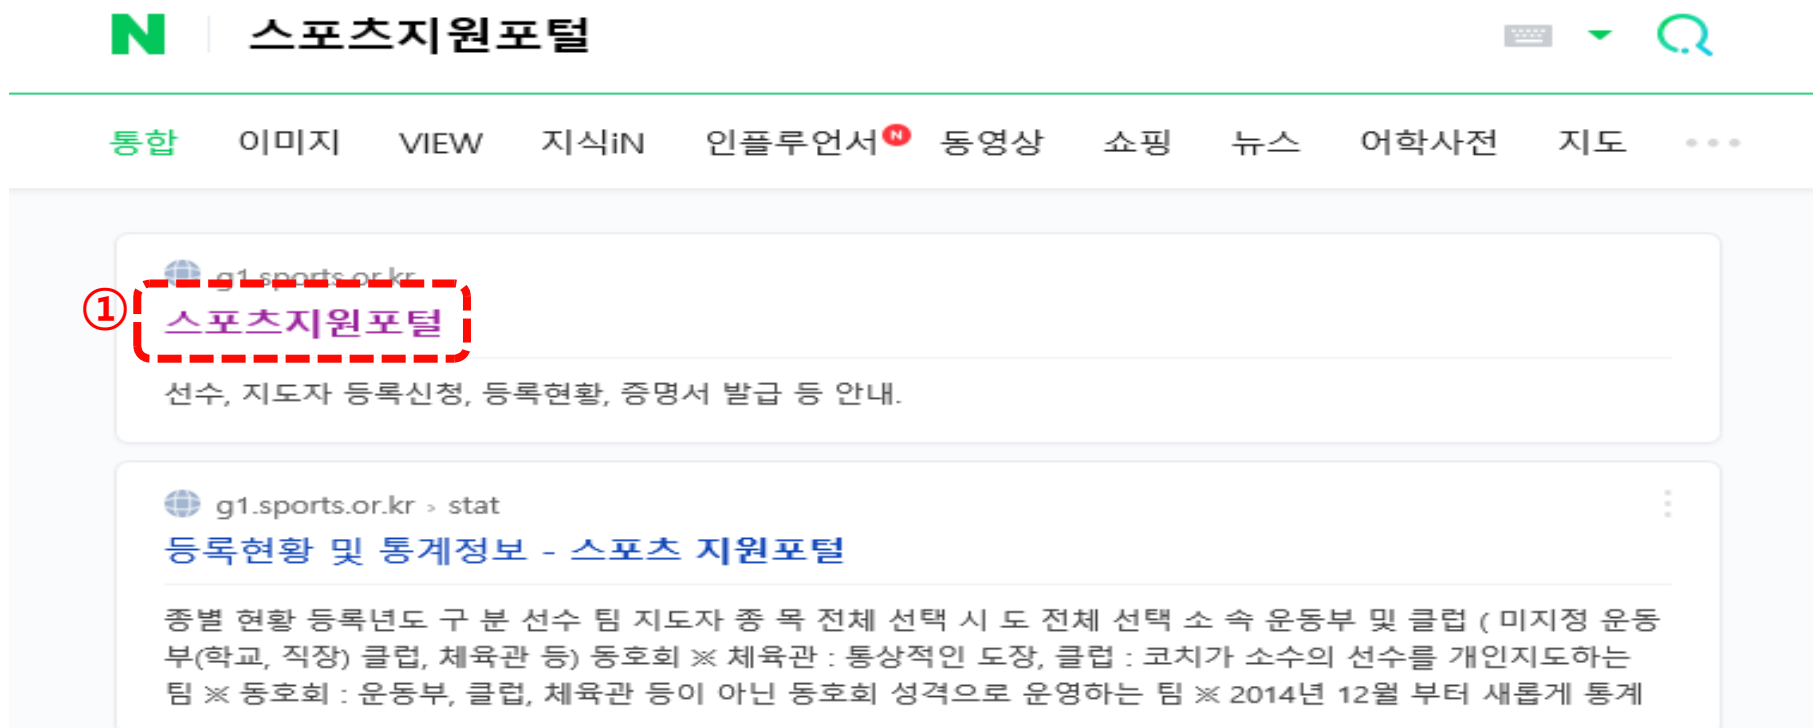 N 스포츠지원포털
통합 이미지 VIEW 지식iN 인플루언서 N 동영상 쇼핑 뉴스 어학사전 지도
g1.sports.or.kr
① 스포츠지원포털
선수, 지도자 등록신청, 등록현황, 증명서 발급 등 안내.
g1.sports.or.kr › stat
등록현황 및 통계정보 - 스포츠 지원포털
종별 현황 등록년도 구 분 선수 팀 지도자 종 목 전체 선택 시 도 전체 선택 소 속 운동부 및 클럽 ( 미지정 운동
부(학교, 직장) 클럽, 체육관 등) 동호회 ※ 체육관 : 통상적인 도장, 클럽 : 코치가 소수의 선수를 개인지도하는
팀 ※ 동호회 : 운동부, 클럽, 체육관 등이 아닌 동호회 성격으로 운영하는 팀 ※ 2014년 12월 부터 새롭게 통계